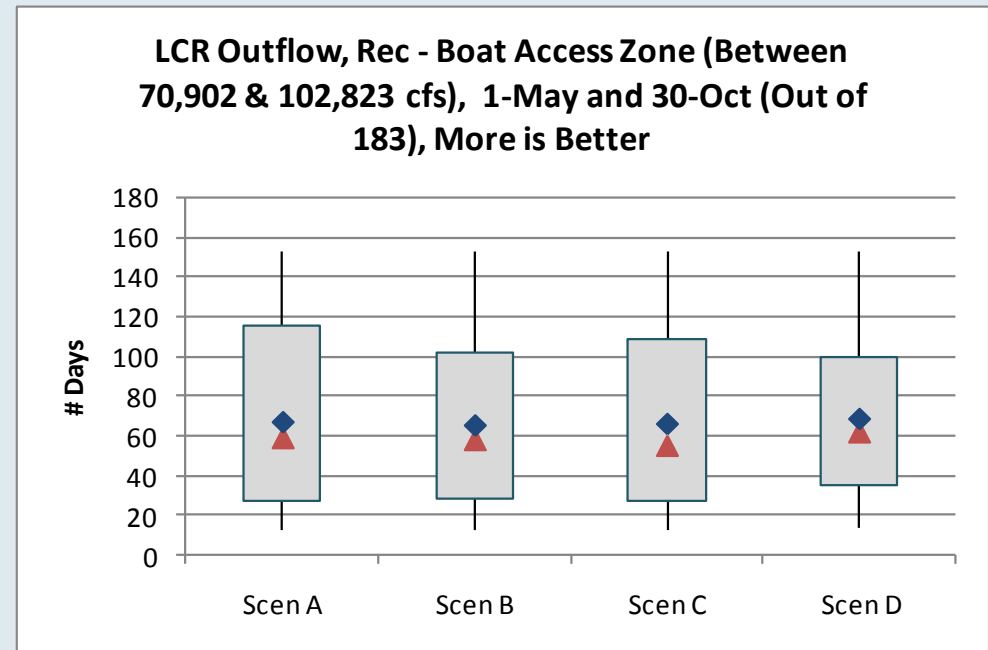 LCR Outflow, Rec - Boat Access Zone (Between
70,902 & 102,823 cfs),  1-May and 30-Oct (Out of
183), More is Better
# Days
180
160
140
120
100
80
60
40
20
0
Scen A
Scen B
Scen C
Scen D